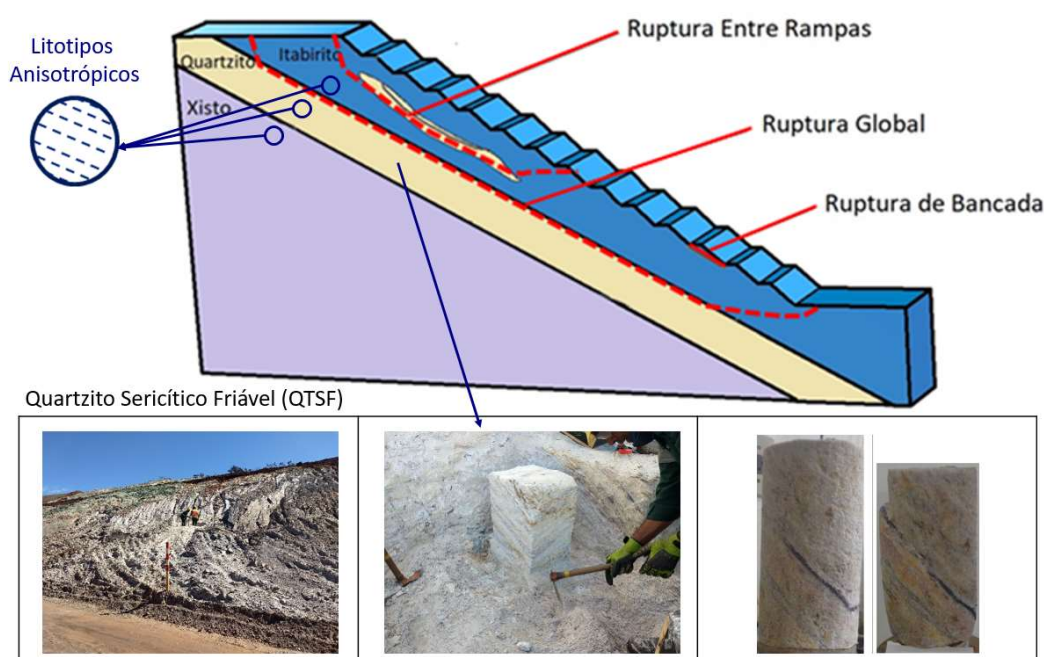 Litotipos
Anisotrópicos
Quartzito
Itabirito
Xisto
Ruptura Entre Rampas
Ruptura Global
Ruptura de Bancada
Quartzito Sericítico Friável (QTSF)